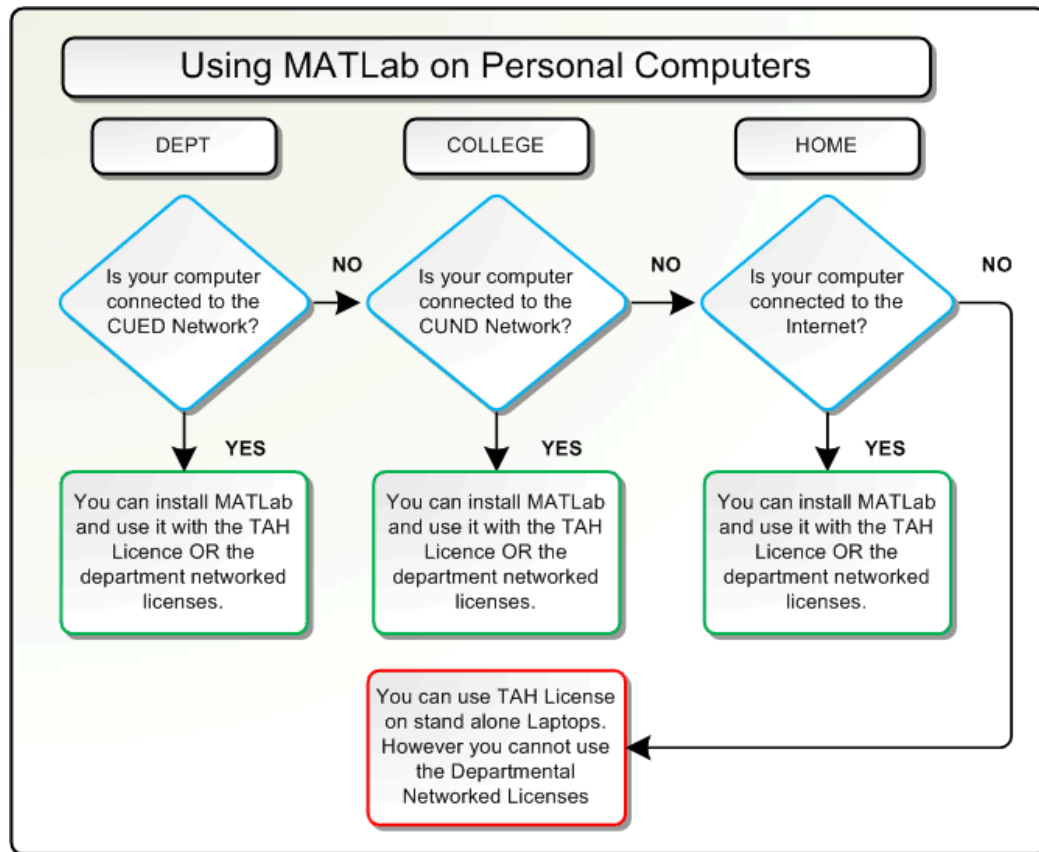 Using MATLab on Personal Computers
DEPT
COLLEGE
HOME
Is your computer
connected to the
CUED Network?
NO
Is your computer
connected to the
CUND Network?
NO
Is your computer
connected to the
Internet?
NO
YES
YES
YES
You can install MATLab
and use it with the TAH
Licence OR the
department networked
licenses.
You can install MATLab
and use it with the TAH
Licence OR the
department networked
licenses.
You can install MATLab
and use it with the TAH
Licence OR the
department networked
licenses.
You can use TAH License
on stand alone Laptops.
However you cannot use
the Departmental
Networked Licenses